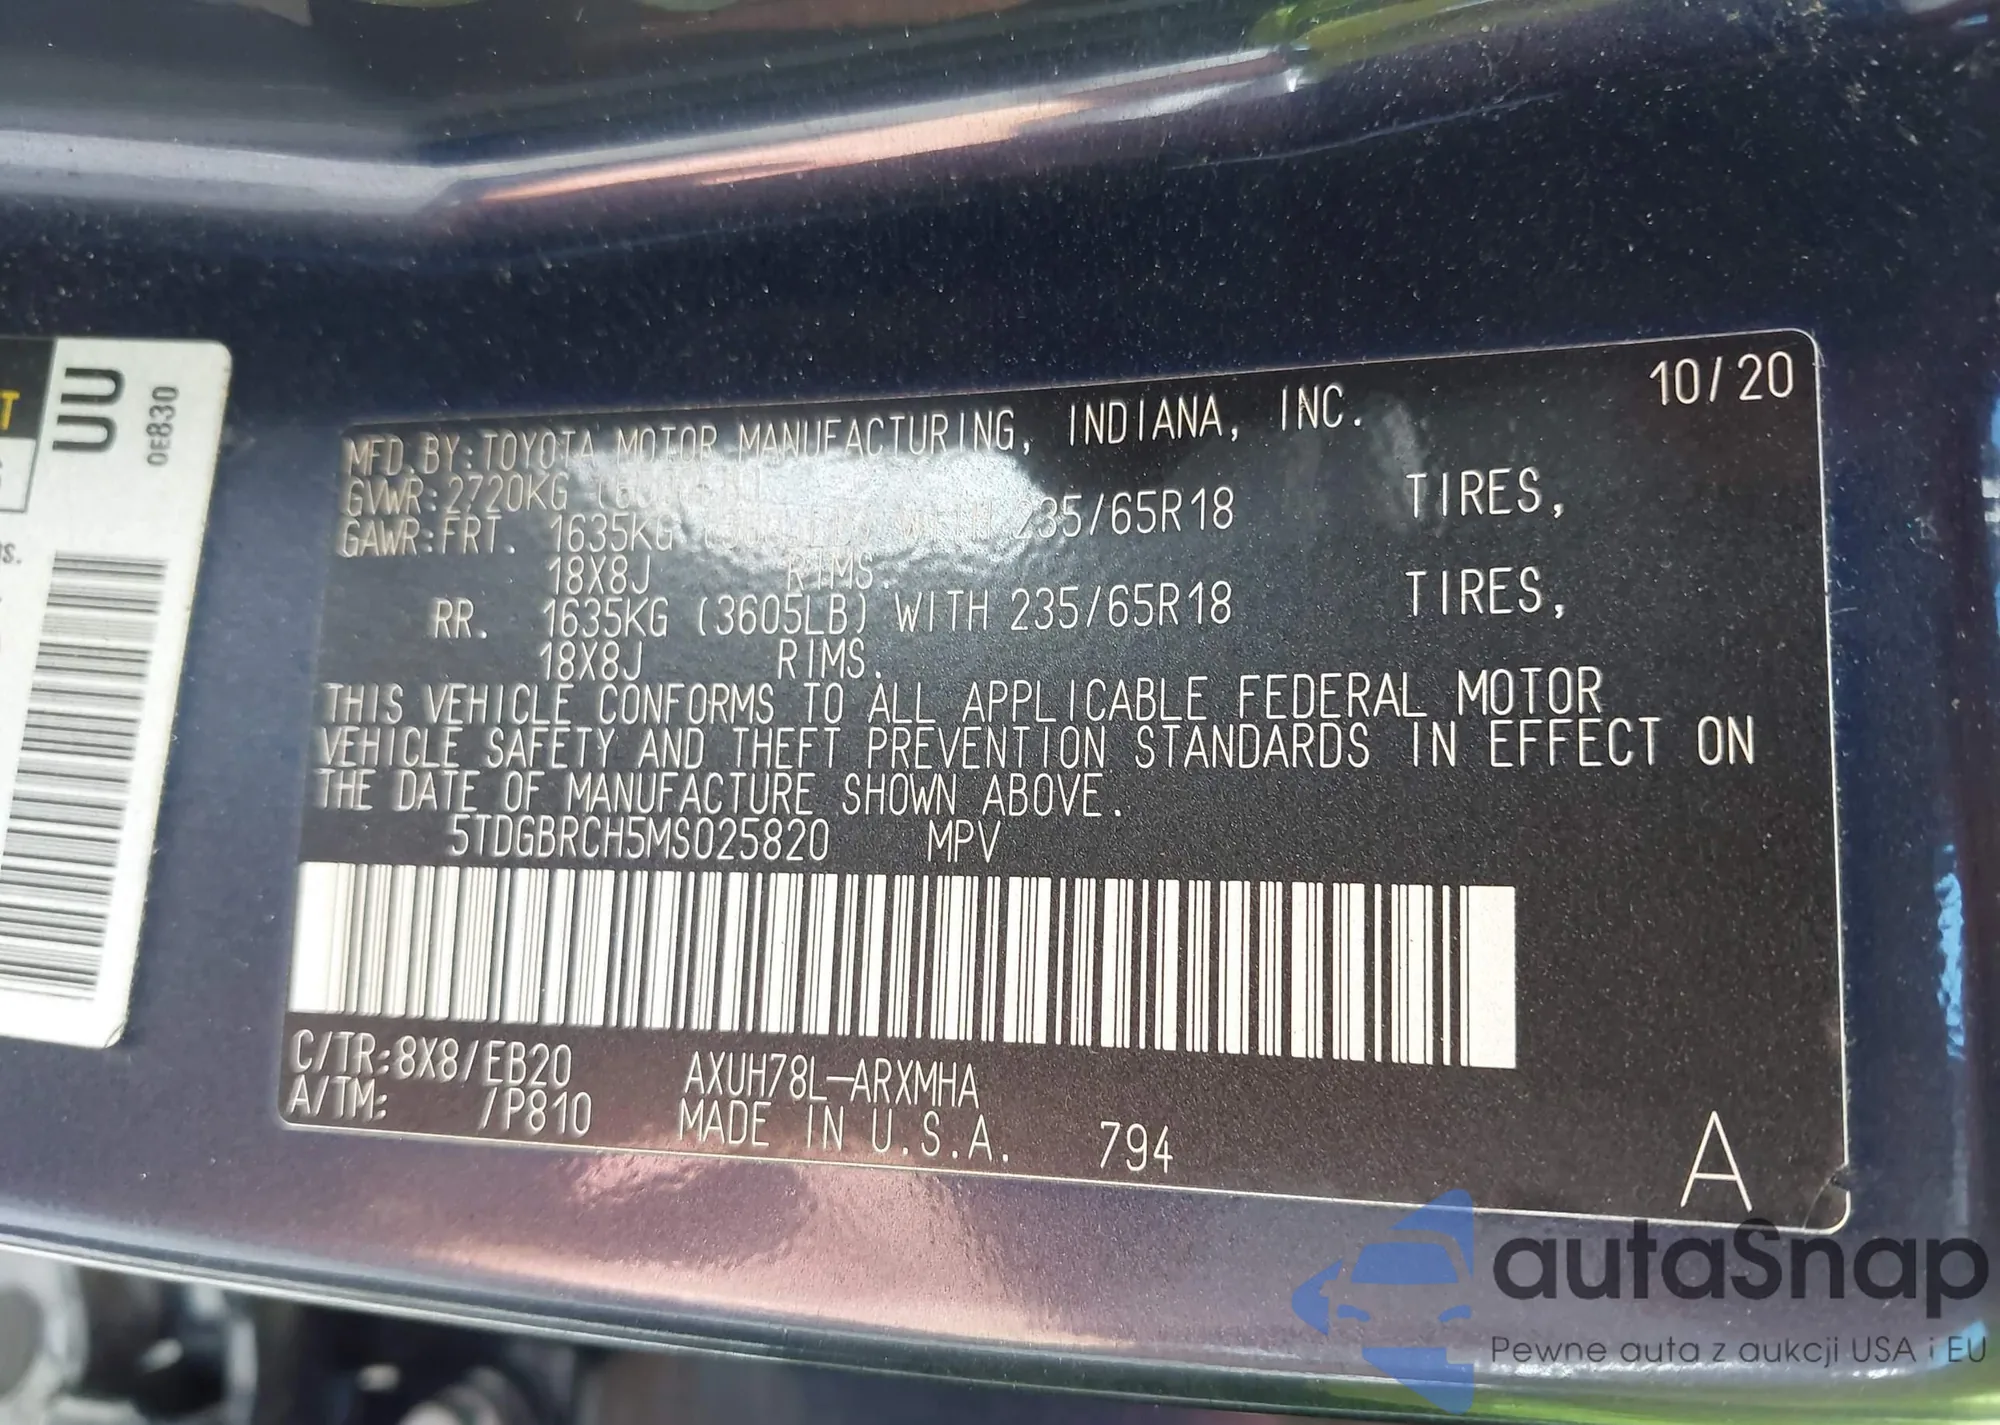 T
UU
0E830
s.
10/20
MFD. BY: TOYOTA MOTOR MANUFACTURING, INDIANA, INC.
GVWR: 2720KG
GAWR: FRT. 1635KG WITH 235/65R18 TIRES,
18X8J RIMS.
RR. 1635KG (3605LB) WITH 235/65R18 TIRES,
18X8J RIMS.
THIS VEHICLE CONFORMS TO ALL APPLICABLE FEDERAL MOTOR
VEHICLE SAFETY AND THEFT PREVENTION STANDARDS IN EFFECT ON
THE DATE OF MANUFACTURE SHOWN ABOVE.
5TDGBRCH5MS025820 MPV
C/TR: 8X8/EB20 AXUH78L-ARXMHA
A/TM: /P810 MADE IN U.S.A. 794
A
autaSnap
Pewne auta z aukcji USA i EU